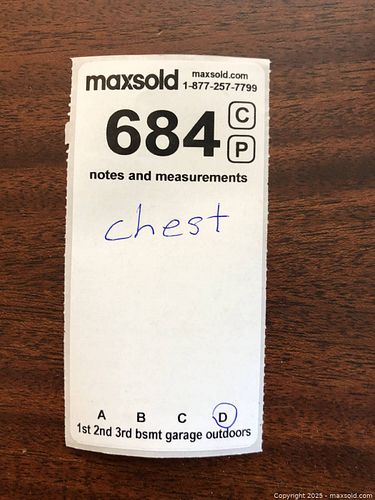 maxsold maxsold.com
1-877-257-7799
684 C
P
notes and measurements
chest
A B C D
1st 2nd 3rd bsmt garage outdoors
Copyright 2025 - maxsold.com